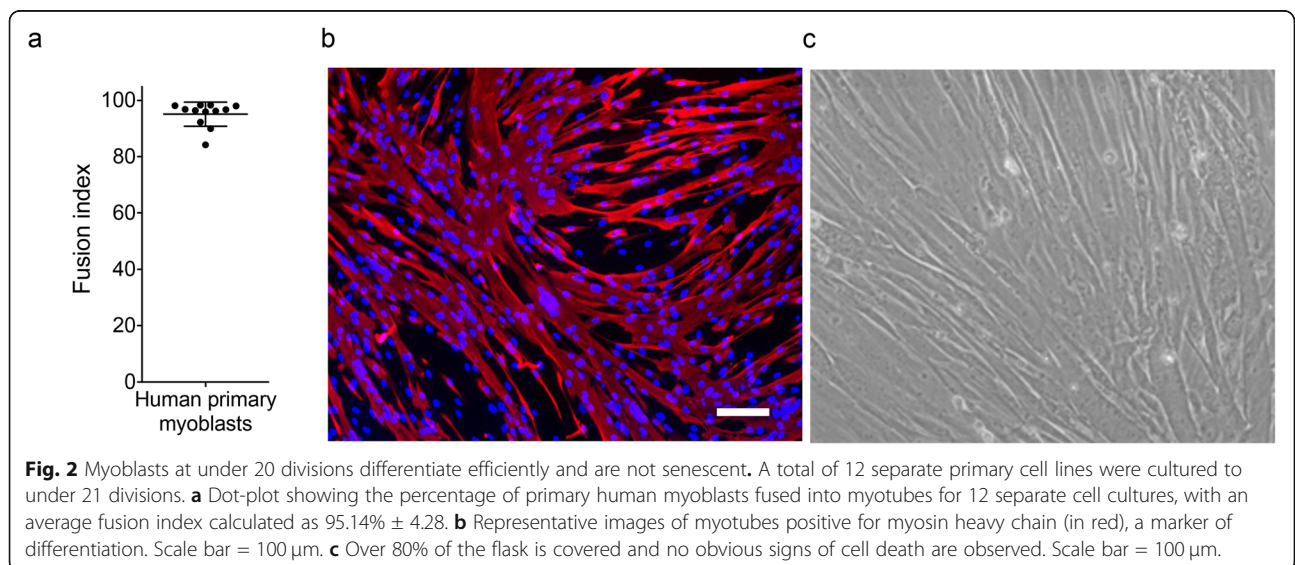 a
b
c
100
80
60
40
20
0
Fusion index
Human primary
myoblasts
Fig. 2 Myoblasts at under 20 divisions differentiate efficiently and are not senescent. A total of 12 separate primary cell lines were cultured to
under 21 divisions. a Dot-plot showing the percentage of primary human myoblasts fused into myotubes for 12 separate cell cultures, with an
average fusion index calculated as 95.14% ± 4.28. b Representative images of myotubes positive for myosin heavy chain (in red), a marker of
differentiation. Scale bar = 100 μm. c Over 80% of the flask is covered and no obvious signs of cell death are observed. Scale bar = 100 μm.